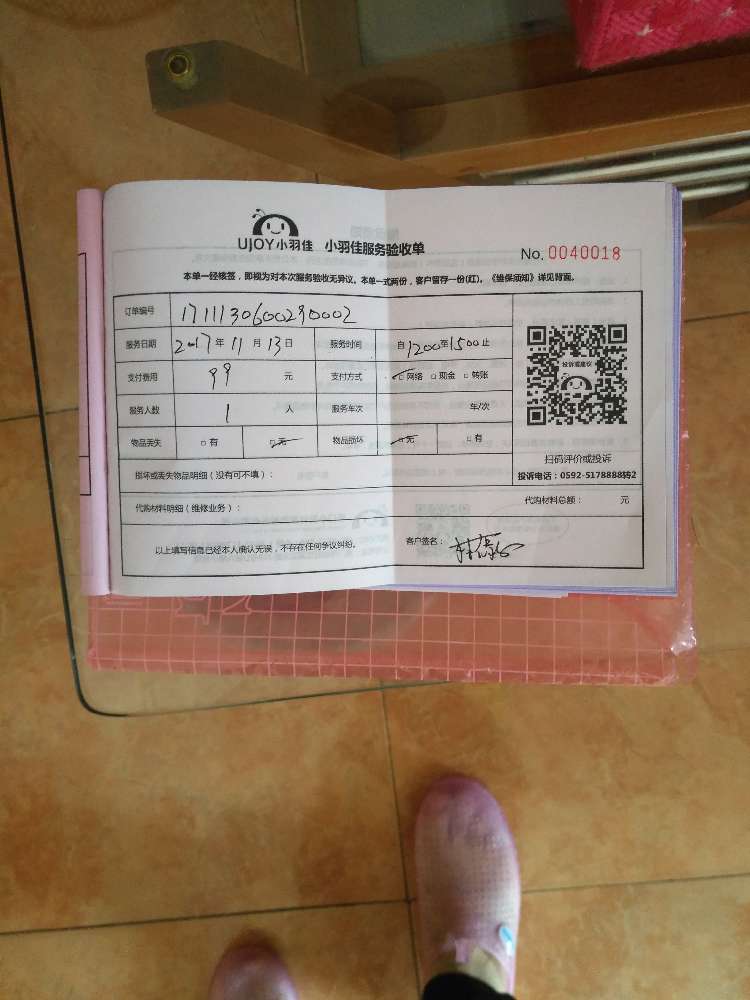 UJOY小羽佳 小羽佳服务验收单
No. 0040018
本单一经核签，即视为对本次服务验收无异议。本单一式两份，客户留存一份(红)。《维保须知》详见背面。
订单编号 1711130600290002
服务日期 2017年11月13日 服务时间 自1200至1500止
支付费用 99 元 支付方式 □网络 □现金 □转账
服务人数 1 人 服务车次 年/次
物品丢失 □有 □无 物品损坏 □无 □有
投诉或建议
扫码评价或投诉
投诉电话：0592-5178888转2
损坏或丢失物品明细（没有可不填）：
代购材料明细（维修业务）： 代购材料总额： 元
以上填写信息已经本人确认无误，不存在任何争议纠纷。 客户签名：